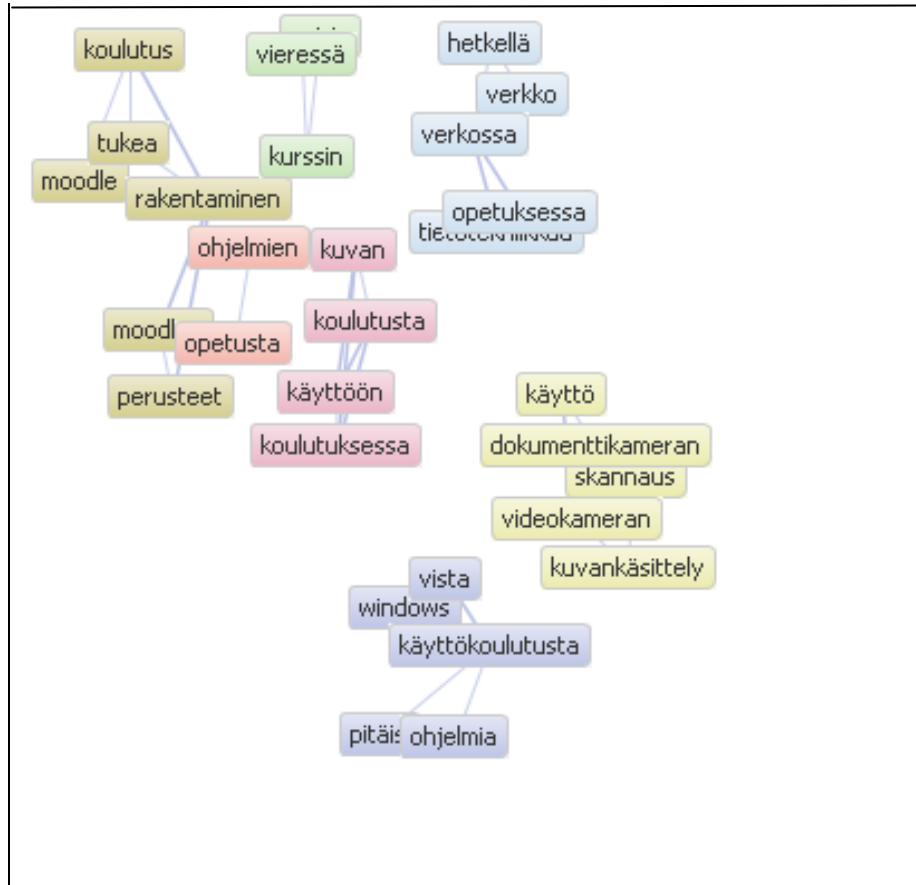 koulutus
vieressä
hetkellä
verkko
verkossa
tukea
kurssin
moodle
rakentaminen
opetuksessa
ohjelmien
kuvan
koulutusta
opetusta
käyttöön
käyttö
perusteet
koulutuksessa
dokumenttikameran
skannaus
videokameran
kuvankäsittely
vista
windows
käyttökoulutusta
ohjelmia